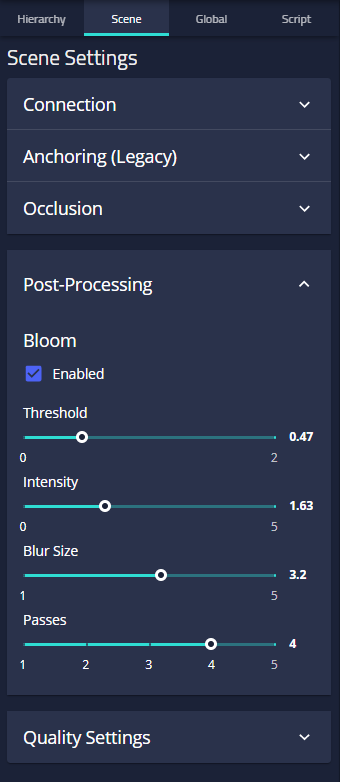 Hierarchy Scene Global Script
Scene Settings
Connection
Anchoring (Legacy)
Occlusion
Post-Processing
Bloom
Enabled
Threshold
0.47
0 2
Intensity
1.63
0 5
Blur Size
3.2
1 5
Passes
4
1 2 3 4 5
Quality Settings